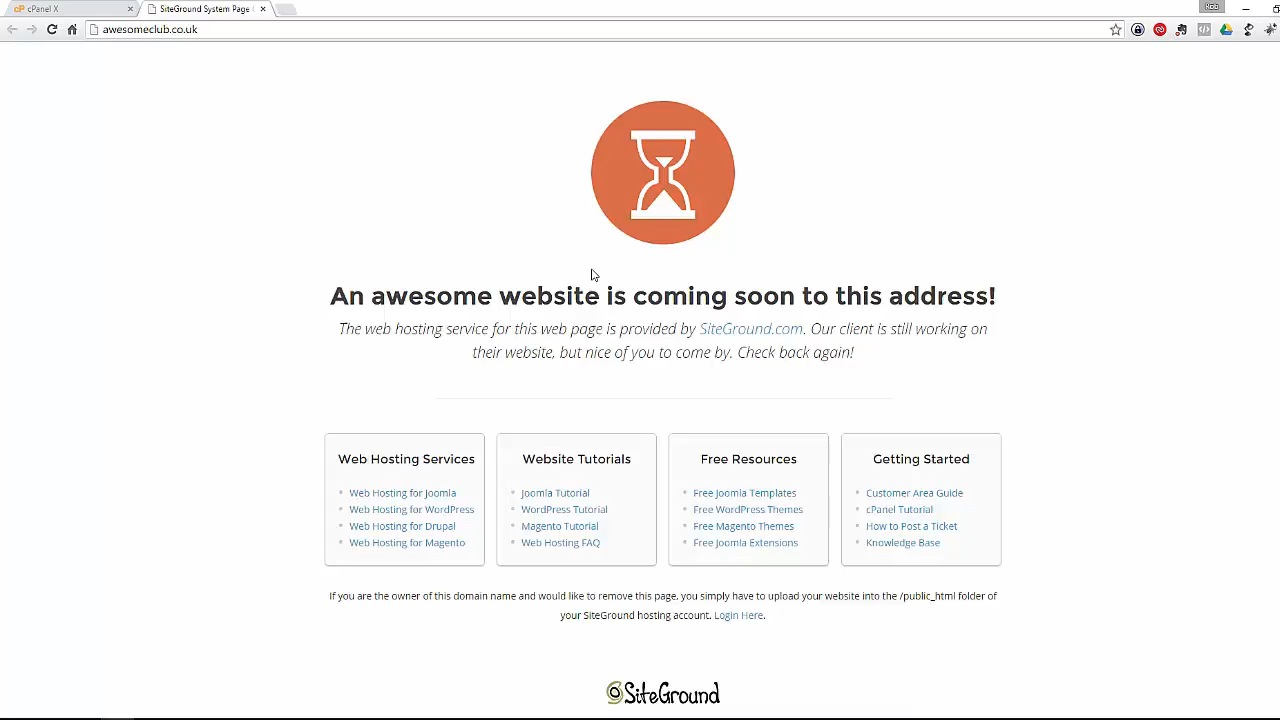 cP cPanel X
SiteGround System Page
awesomeclub.co.uk
An awesome website is coming soon to this address!
The web hosting service for this web page is provided by SiteGround.com. Our client is still working on
their website, but nice of you to come by. Check back again!
Web Hosting Services
Web Hosting for Joomla
Web Hosting for WordPress
Web Hosting for Drupal
Web Hosting for Magento
Website Tutorials
Joomla Tutorial
WordPress Tutorial
Magento Tutorial
Web Hosting FAQ
Free Resources
Free Joomla Templates
Free WordPress Themes
Free Magento Themes
Free Joomla Extensions
Getting Started
Customer Area Guide
cPanel Tutorial
How to Post a Ticket
Knowledge Base
If you are the owner of this domain name and would like to remove this page, you simply have to upload your website into the /public_html folder of
your SiteGround hosting account. Login Here.
SiteGround